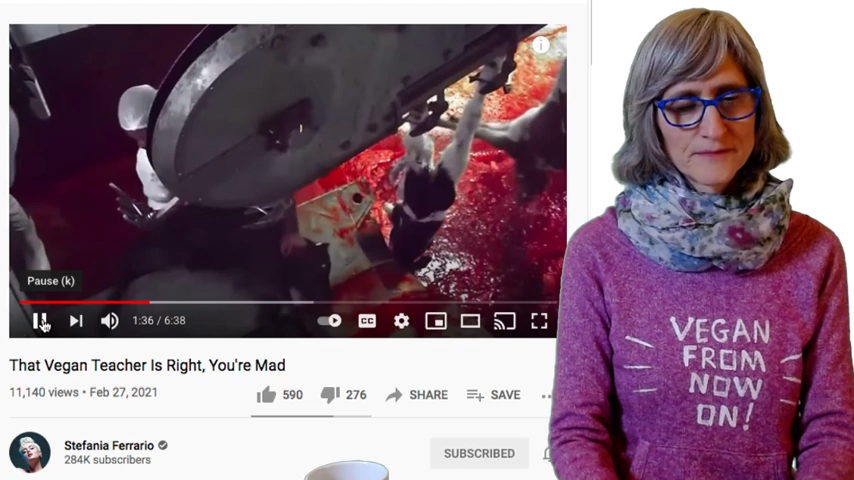 Pause (k)
CC
1:36 / 6:38
That Vegan Teacher Is Right, You're Mad
11,140 views • Feb 27, 2021
590
276
SHARE
SAVE
Stefania Ferrario
284K subscribers
SUBSCRIBED
VEGAN
FROM
NOW
ON!